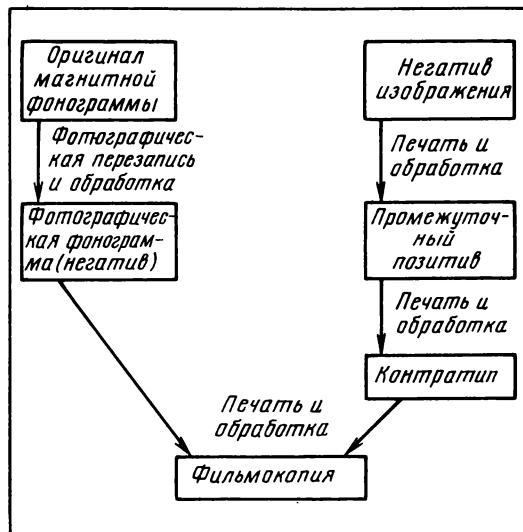 Оригинал
магнитной
фонограммы
Фотюграфичес-
кая перезапись
и обработка
Фотографичес-
кая фонограм-
ма (негатив)
Негатив
изображения
Печать и
обработка
Промежуточ-
ный
позитив
Печать и
обработка
Контратип
Печать и
обработка
Фильмокопия